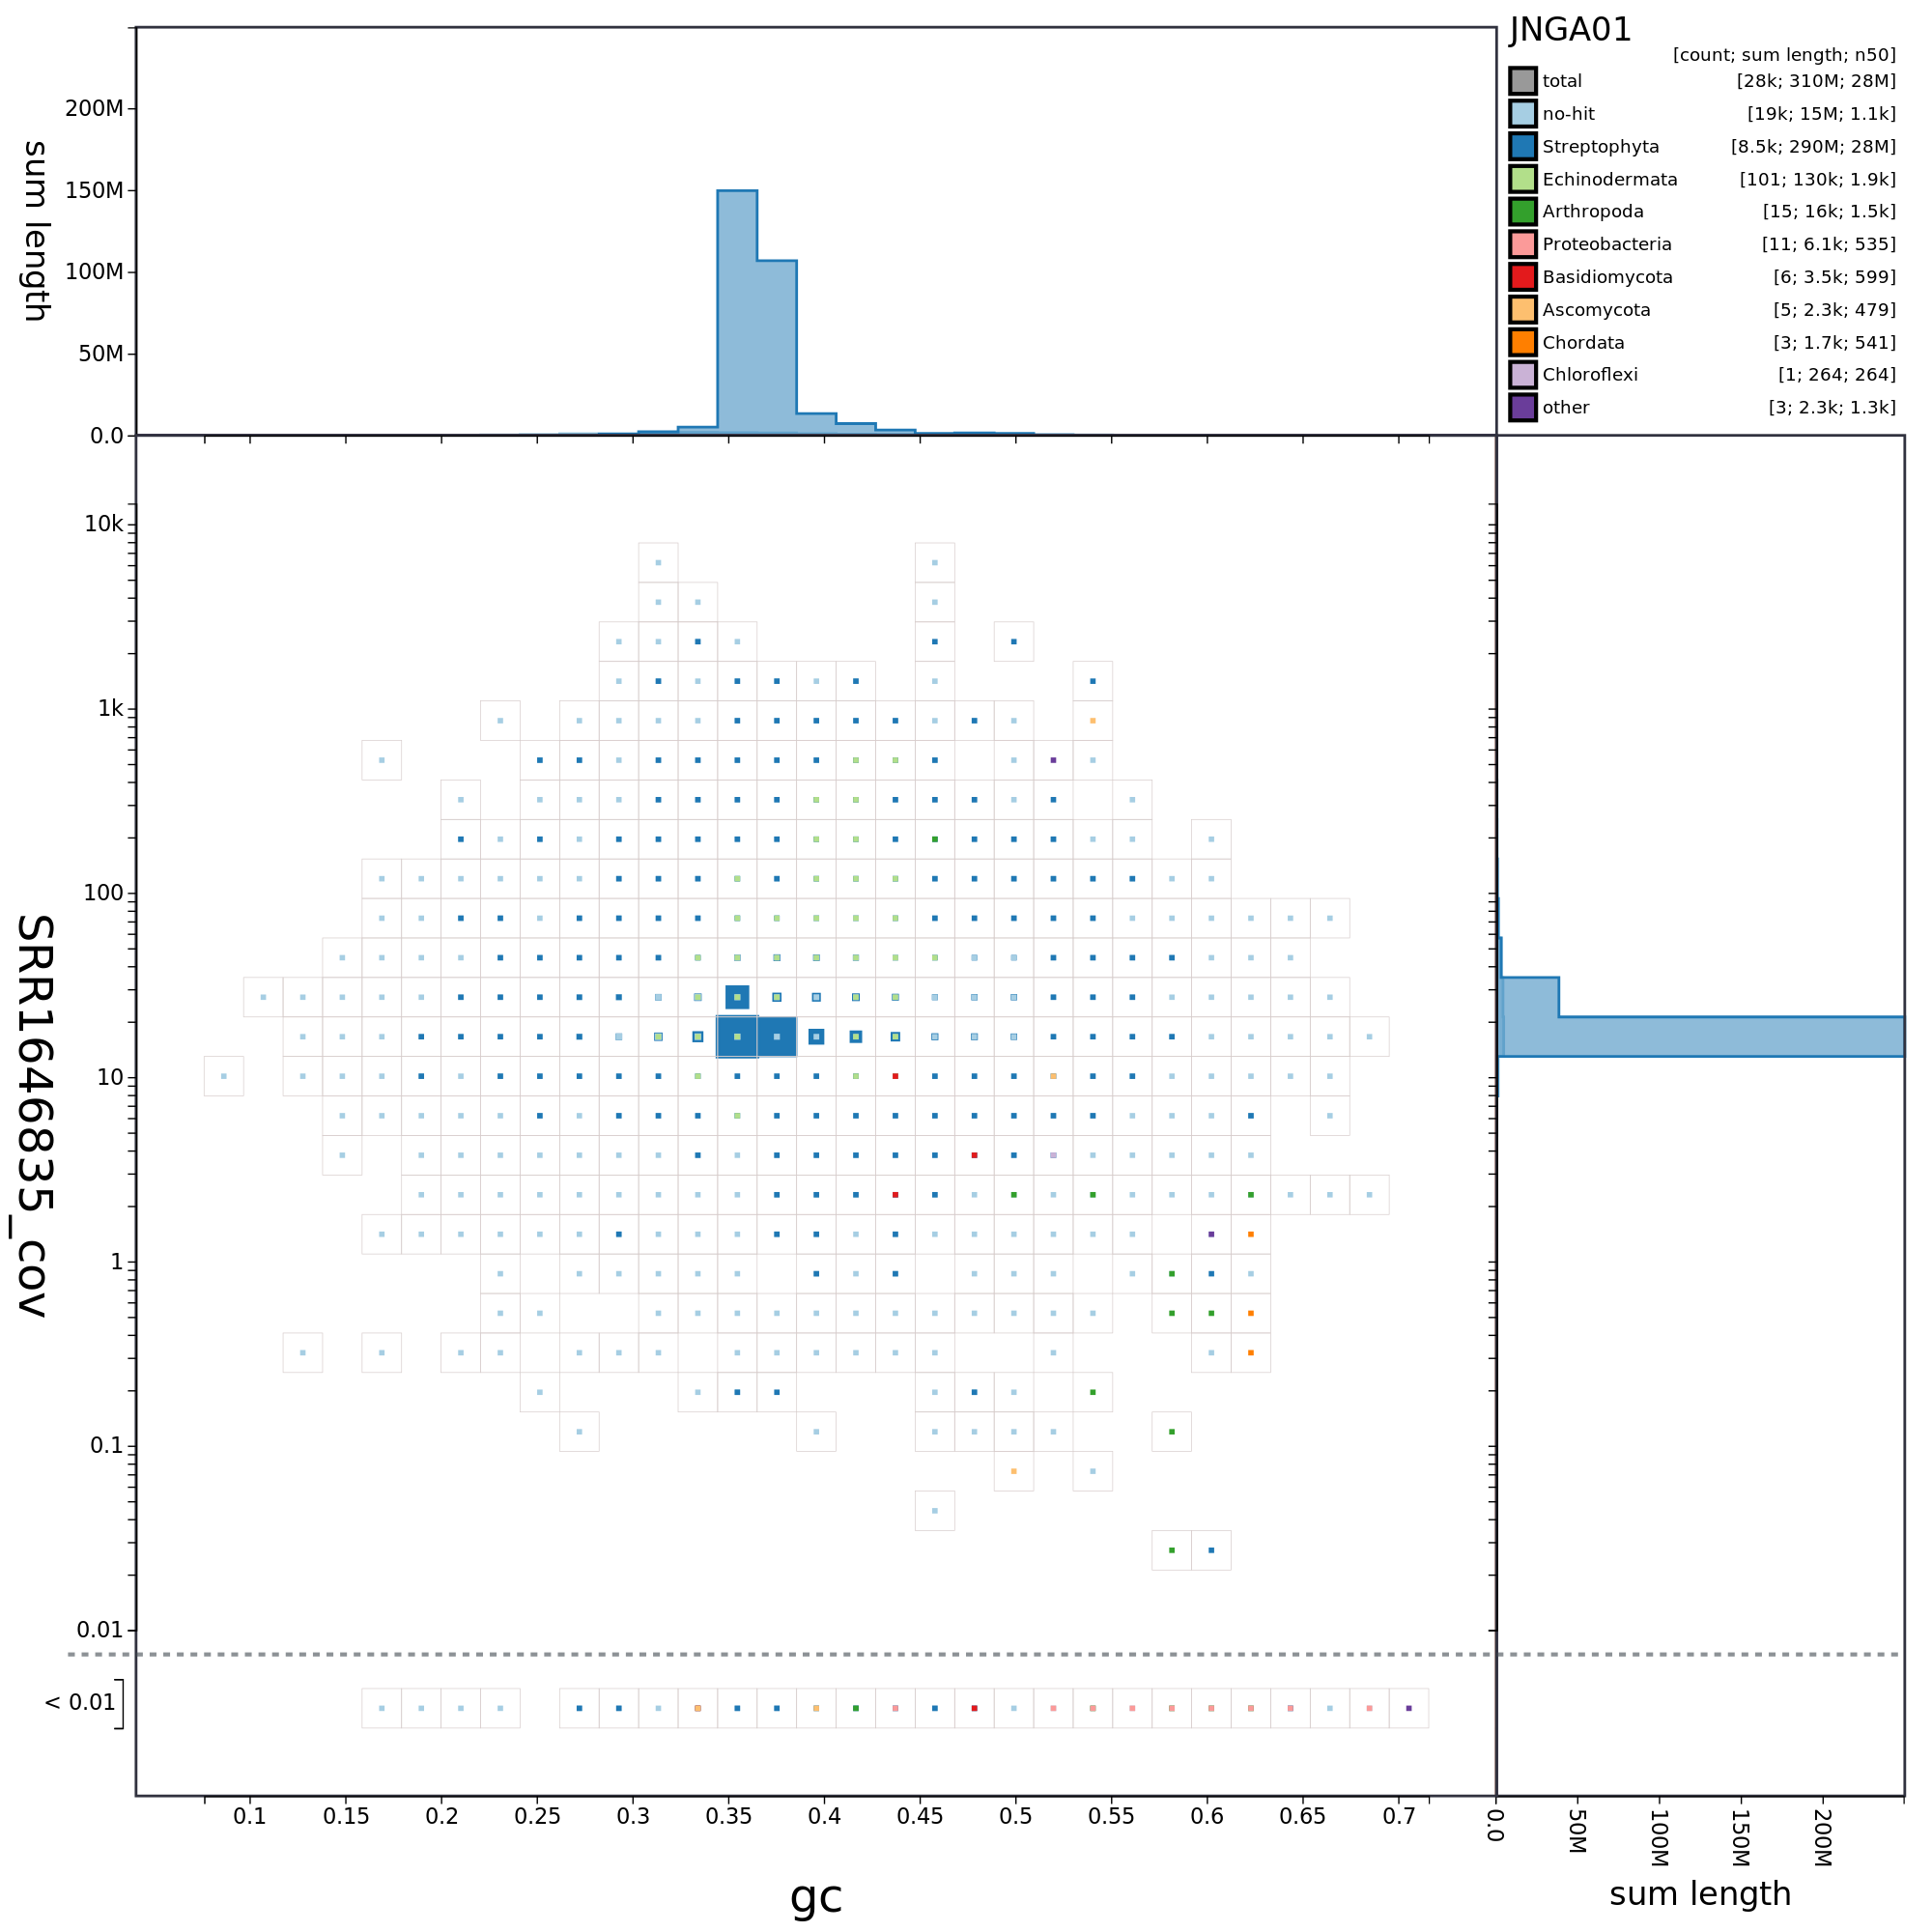 JNGA01
[count; sum length; n50]
total [28k; 310M; 28M]
no-hit [19k; 15M; 1.1k]
Streptophyta [8.5k; 290M; 28M]
Echinodermata [101; 130k; 1.9k]
Arthropoda [15; 16k; 1.5k]
Proteobacteria [11; 6.1k; 535]
Basidiomycota [6; 3.5k; 599]
Ascomycota [5; 2.3k; 479]
Chordata [3; 1.7k; 541]
Chloroflexi [1; 264; 264]
other [3; 2.3k; 1.3k]
sum length
200M
150M
100M
50M
0.0
SRR16446835_cov
10k
1k
100
10
1
0.1
0.01
< 0.01
0.1 0.15 0.2 0.25 0.3 0.35 0.4 0.45 0.5 0.55 0.6 0.65 0.7
gc
0.0 50M 100M 150M 200M
sum length